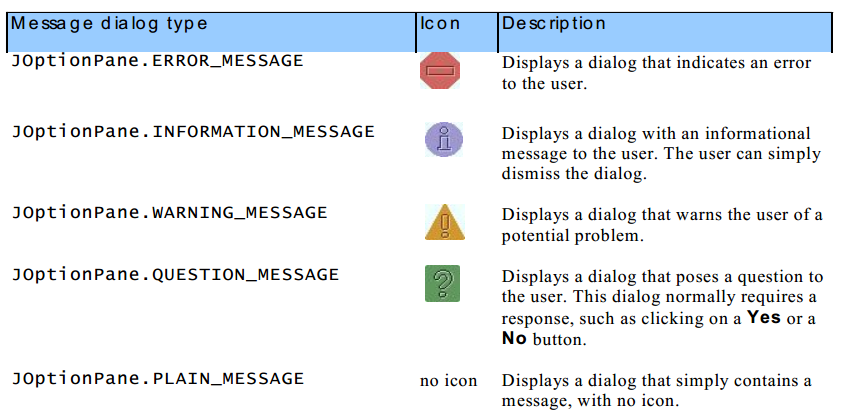 Message dialog type Icon Description
JOptionPane.ERROR_MESSAGE Displays a dialog that indicates an error
to the user.
JOptionPane.INFORMATION_MESSAGE Displays a dialog with an informational
message to the user. The user can simply
dismiss the dialog.
JOptionPane.WARNING_MESSAGE Displays a dialog that warns the user of a
potential problem.
JOptionPane.QUESTION_MESSAGE Displays a dialog that poses a question to
the user. This dialog normally requires a
response, such as clicking on a Yes or a
No button.
JOptionPane.PLAIN_MESSAGE no icon Displays a dialog that simply contains a
message, with no icon.